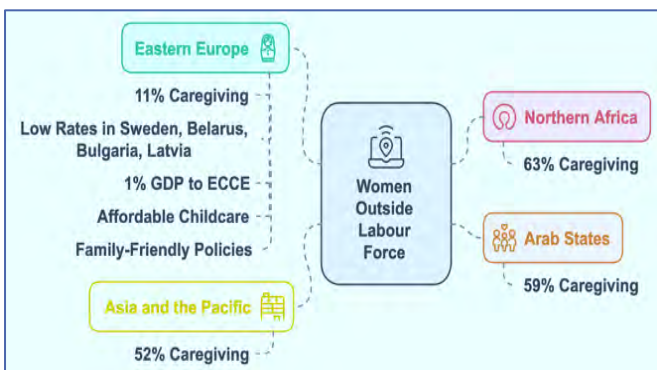 Eastern Europe
11% Caregiving
Low Rates in Sweden, Belarus,
Bulgaria, Latvia
1% GDP to ECCE
Affordable Childcare
Family-Friendly Policies
Asia and the Pacific
52% Caregiving
Women
Outside
Labour
Force
Northern Africa
63% Caregiving
Arab States
59% Caregiving